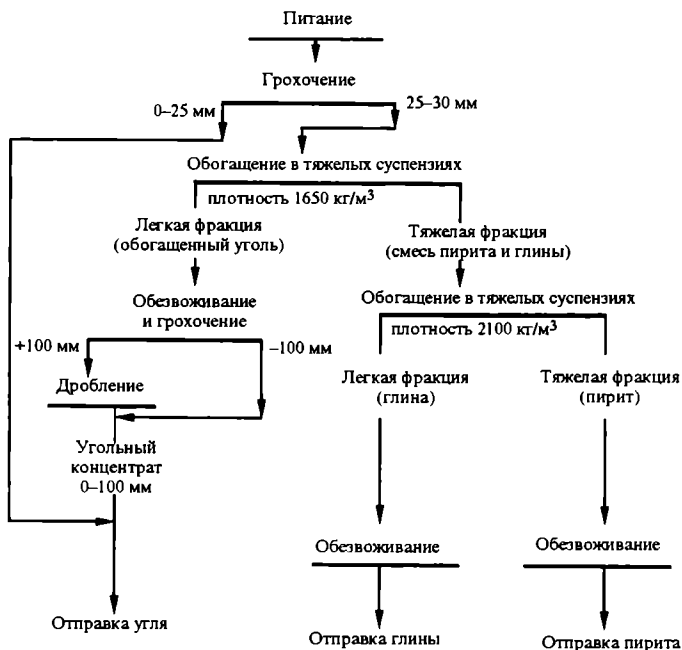 Питание
Грохочение
0–25 мм
25–30 мм
Обогащение в тяжелых суспензиях
плотность 1650 кг/м³
Легкая фракция
(обогащенный уголь)
Тяжелая фракция
(смесь пирита и глины)
Обезвоживание
и грохочение
Обогащение в тяжелых суспензиях
плотность 2100 кг/м³
+100 мм
–100 мм
Дробление
Легкая фракция
(глина)
Тяжелая фракция
(пирит)
Угольный
концентрат
0–100 мм
Обезвоживание
Обезвоживание
Отправка угля
Отправка глины
Отправка пирита